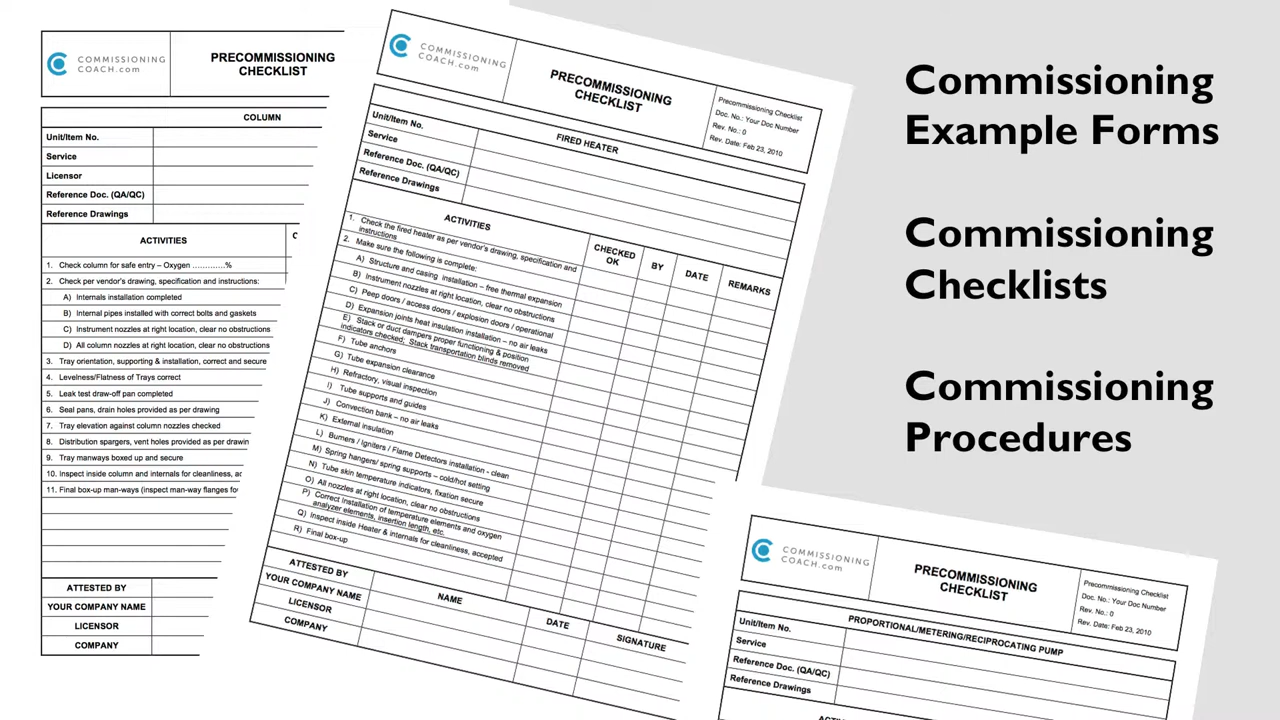 COMMISSIONING
COACH.com
PRECOMMISSIONING
CHECKLIST
COLUMN
Unit/Item No.
Service
Licensor
Reference Doc. (QA/QC)
Reference Drawings
ACTIVITIES
C
1. Check column for safe entry – Oxygen ………….%
2. Check per vendor's drawing, specification and instructions:
A) Internals installation completed
B) Internal pipes installed with correct bolts and gaskets
C) Instrument nozzles at right location, clear no obstructions
D) All column nozzles at right location, clear no obstructions
3. Tray orientation, supporting & installation, correct and secure
4. Levelness/Flatness of Trays correct
5. Leak test draw-off pan completed
6. Seal pans, drain holes provided as per drawing
7. Tray elevation against column nozzles checked
8. Distribution spargers, vent holes provided as per drawin
9. Tray manways boxed up and secure
10. Inspect inside column and internals for cleanliness, ac
11. Final box-up man-ways (inspect man-way flanges fo
ATTESTED BY
YOUR COMPANY NAME
LICENSOR
COMPANY
COMMISSIONING
COACH.com
PRECOMMISSIONING
CHECKLIST
Precommissioning Checklist
Doc. No.: Your Doc Number
Rev. No.: 0
Rev. Date: Feb 23, 2010
FIRED HEATER
Unit/Item No.
Service
Reference Doc. (QA/QC)
Reference Drawings
ACTIVITIES
CHECKED
OK
BY
DATE
REMARKS
1. Check the fired heater as per vendor's drawing, specification and
instructions
2. Make sure the following is complete:
A) Structure and casing installation – free thermal expansion
B) Instrument nozzles at right location, clear no obstructions
C) Peep doors / access doors / explosion doors / operational
D) Expansion joints heat insulation installation – no air leaks
E) Stack or duct dampers proper functioning & position
indicators checked; Stack transportation blinds removed
F) Tube anchors
G) Tube expansion clearance
H) Refractory, visual inspection
I) Tube supports and guides
J) Convection bank – no air leaks
K) External insulation
L) Burners / Igniters / Flame Detectors installation - clean
M) Spring hangers/ spring supports – cold/hot setting
N) Tube skin temperature indicators, fixation secure
O) All nozzles at right location, clear no obstructions
P) Correct Installation of temperature elements and oxygen
analyzer elements, insertion length, etc.
Q) Inspect inside Heater & internals for cleanliness, accepted
R) Final box-up
ATTESTED BY
NAME
DATE
SIGNATURE
YOUR COMPANY NAME
LICENSOR
COMPANY
Commissioning
Example Forms
Commissioning
Checklists
Commissioning
Procedures
COMMISSIONING
COACH.com
PRECOMMISSIONING
CHECKLIST
Precommissioning Checklist
Doc. No.: Your Doc Number
Rev. No.: 0
Rev. Date: Feb 23, 2010
PROPORTIONAL/METERING/RECIPROCATING PUMP
Unit/Item No.
Service
Reference Doc. (QA/QC)
Reference Drawings